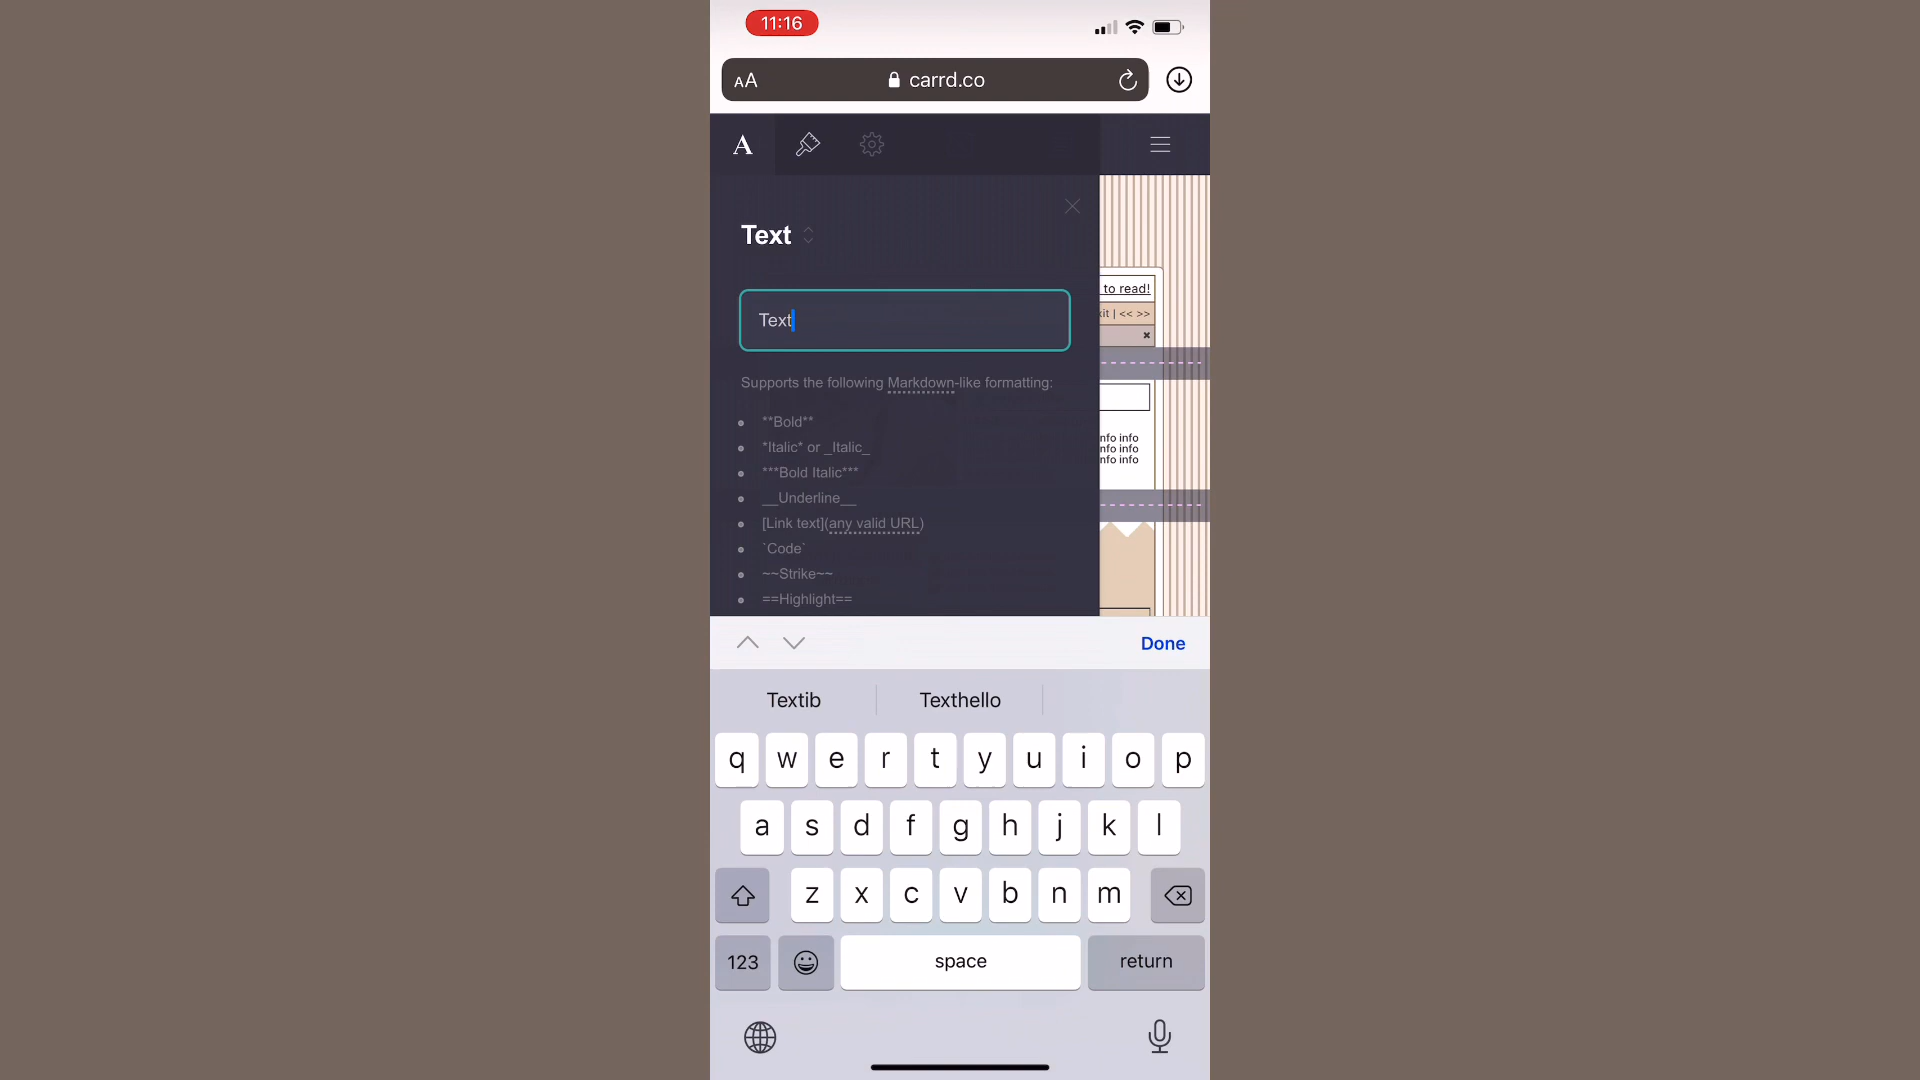 11:16
AA carrd.co
A
Text
Text
Supports the following Markdown-like formatting:
**Bold**
*Italic* or _Italic_
***Bold Italic***
__Underline__
[Link text](any valid URL)
`Code`
~~Strike~~
==Highlight==
to read!
xit | << >>
nfo info
nfo info
nfo info
Done
Textib Texthello
q w e r t y u i o p
a s d f g h j k l
z x c v b n m
123 space return